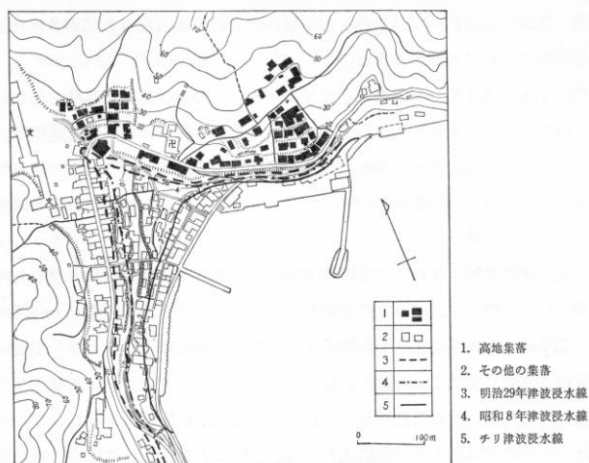 1
2
3
4
5
0 100m
1. 高地集落
2. その他の集落
3. 明治29年津波浸水線
4. 昭和8年津波浸水線
5. チリ津波浸水線